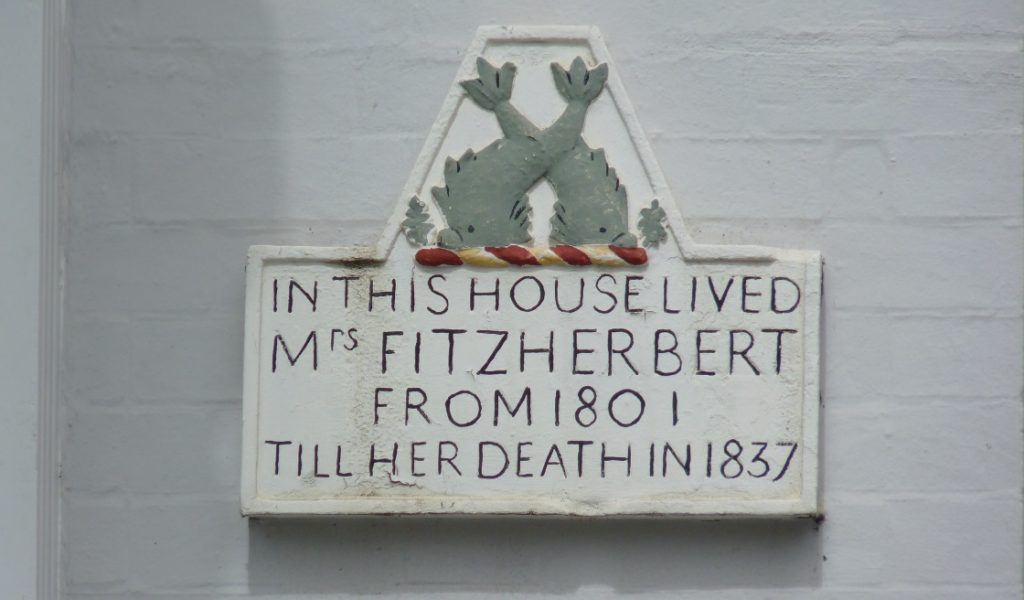 IN THIS HOUSE LIVED
Mrs FITZHERBERT
FROM 1801
TILL HER DEATH IN 1837